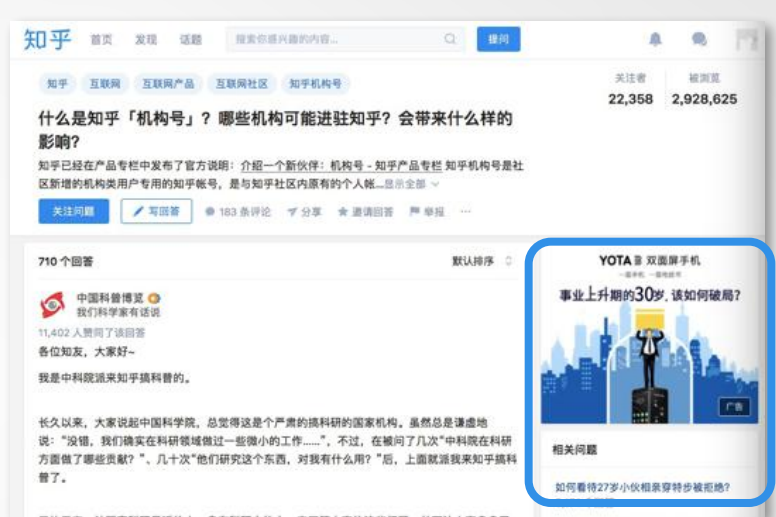 知乎 首页 发现 话题 搜索你感兴趣的内容... 提问
知乎 互联网 互联网产品 互联网社区 知乎机构号
关注者 被浏览
22,358 2,928,625
什么是知乎「机构号」？哪些机构可能进驻知乎？会带来什么样的
影响？
知乎已经在产品专栏中发布了官方说明：介绍一个新伙伴：机构号 - 知乎产品专栏 知乎机构号是社
区新增的机构类用户专用的知乎帐号，是与知乎社区内原有的个人帐...显示全部
关注问题 写回答 183 条评论 分享 邀请回答 举报 ...
710 个回答 默认排序
中国科普博览
我们科学家有话说
11,402 人赞同了该回答
各位知友，大家好~
我是中科院派来知乎搞科普的。
长久以来，大家说起中国科学院，总觉得这是个严肃的搞科研的国家机构。虽然总是谦虚地
说：“没错，我们确实在科研领域做过一些微小的工作......”，不过，在被问了几次“中科院在科研
方面做了哪些贡献？”、几十次“他们研究这个东西，对我有什么用？”后，上面就派我来知乎搞科
普了。
YOTA 3 双面屏手机
一面手机 一面电纸书
事业上升期的30岁，该如何破局？
广告
相关问题
如何看待27岁小伙相亲穿特步被拒绝？